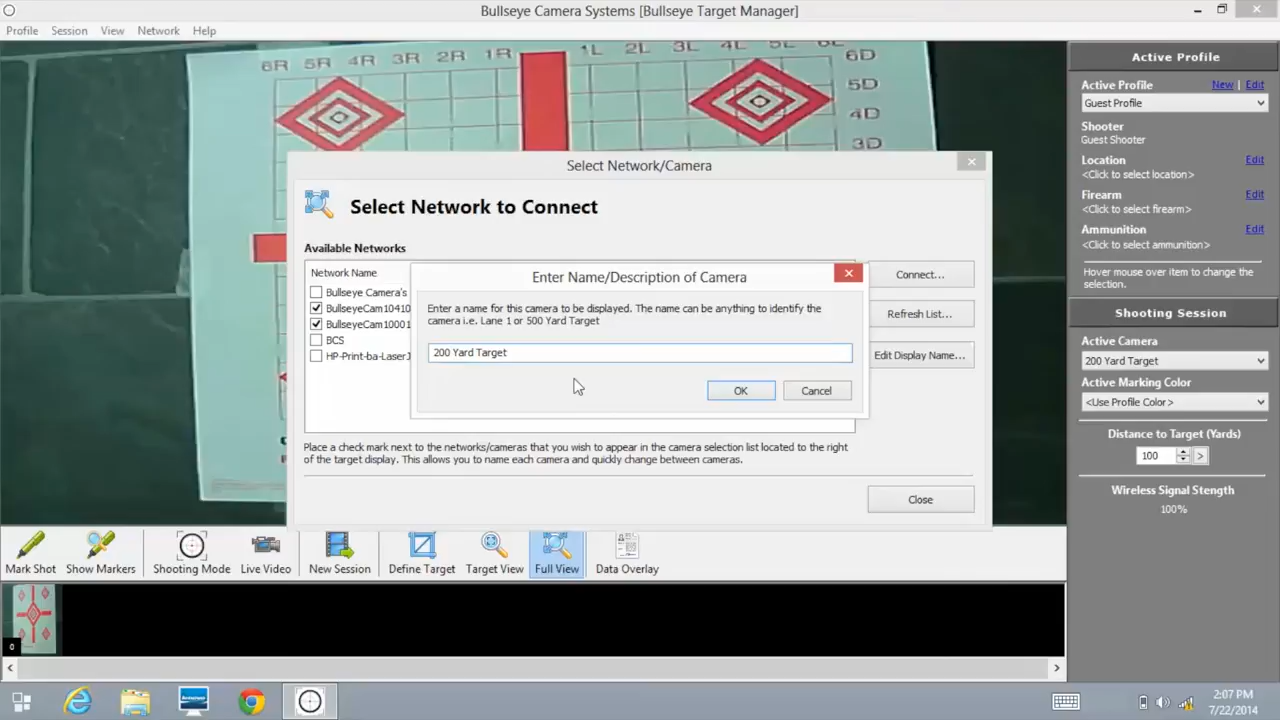 Bullseye Camera Systems [Bullseye Target Manager]
Profile Session View Network Help
6R 5R 4R 3R 2R 1R 1L 2L 3L 4L 5L 6L
6D
5D
4D
3D
Select Network/Camera
Select Network to Connect
Available Networks
Network Name
Bullseye Camera's
BullseyeCam10410
BullseyeCam10001
BCS
HP-Print-ba-LaserJ
Connect...
Refresh List...
Edit Display Name...
Enter Name/Description of Camera
Enter a name for this camera to be displayed. The name can be anything to identify the
camera i.e. Lane 1 or 500 Yard Target
200 Yard Target
OK Cancel
Place a check mark next to the networks/cameras that you wish to appear in the camera selection list located to the right
of the target display. This allows you to name each camera and quickly change between cameras.
Close
Active Profile
Active Profile New | Edit
Guest Profile
Shooter
Guest Shooter
Location Edit
<Click to select location>
Firearm Edit
<Click to select firearm>
Ammunition Edit
<Click to select ammunition>
Hover mouse over item to change the
selection.
Shooting Session
Active Camera
200 Yard Target
Active Marking Color
<Use Profile Color>
Distance to Target (Yards)
100 >
Wireless Signal Stength
100%
Mark Shot Show Markers Shooting Mode Live Video New Session Define Target Target View Full View Data Overlay
0
2:07 PM
7/22/2014